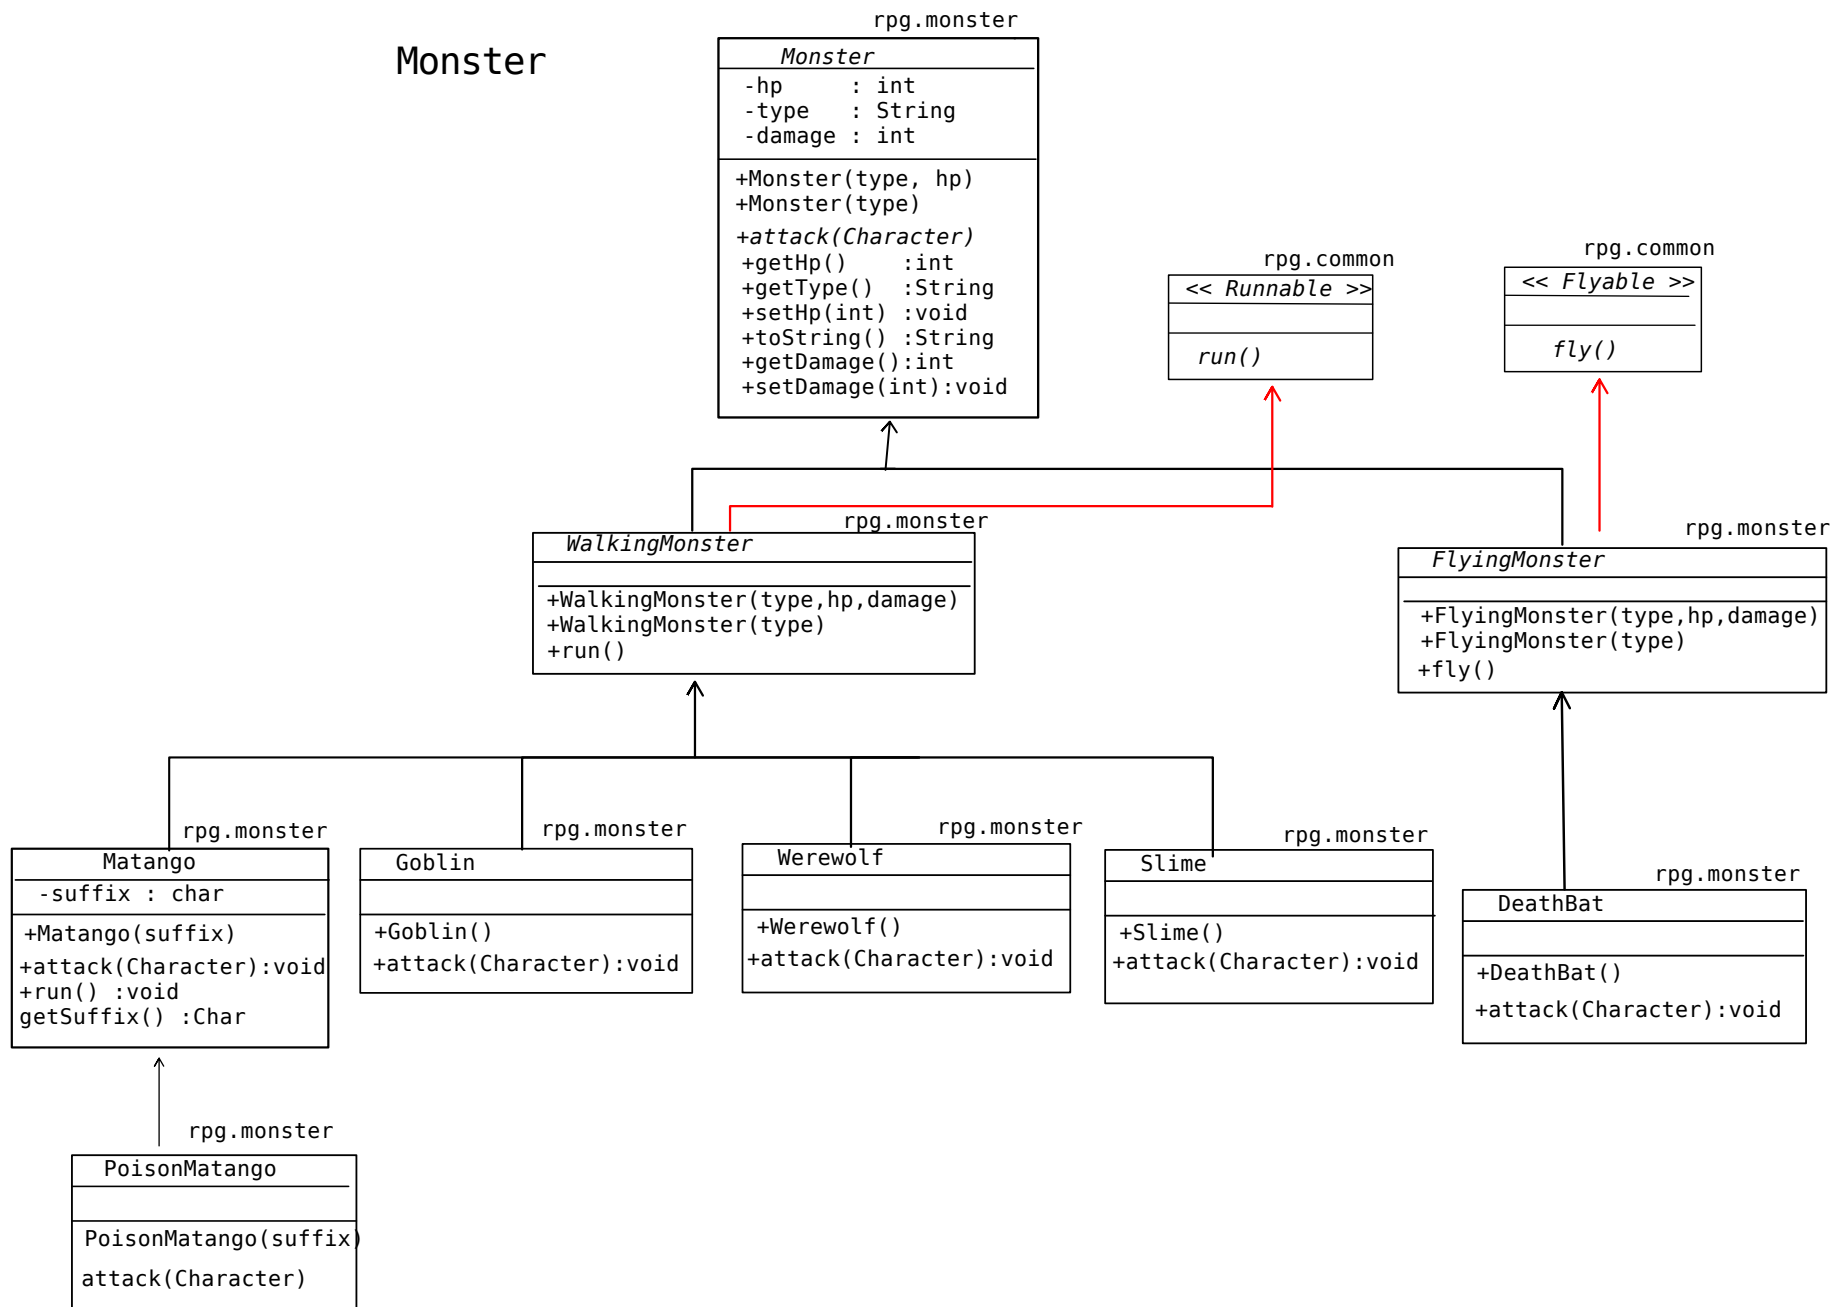 Monster
rpg.monster
Monster
-hp     : int
-type   : String
-damage : int
+Monster(type, hp)
+Monster(type)
+attack(Character)
+getHp()    :int
+getType()  :String
+setHp(int) :void
+toString() :String
+getDamage():int
+setDamage(int):void
rpg.common
<< Runnable >>
run()
rpg.common
<< Flyable >>
fly()
rpg.monster
WalkingMonster
+WalkingMonster(type,hp,damage)
+WalkingMonster(type)
+run()
rpg.monster
FlyingMonster
+FlyingMonster(type,hp,damage)
+FlyingMonster(type)
+fly()
rpg.monster
Matango
-suffix : char
+Matango(suffix)
+attack(Character):void
+run() :void
getSuffix() :Char
rpg.monster
Goblin
+Goblin()
+attack(Character):void
rpg.monster
Werewolf
+Werewolf()
+attack(Character):void
rpg.monster
Slime
+Slime()
+attack(Character):void
rpg.monster
DeathBat
+DeathBat()
+attack(Character):void
rpg.monster
PoisonMatango
PoisonMatango(suffix)
attack(Character)